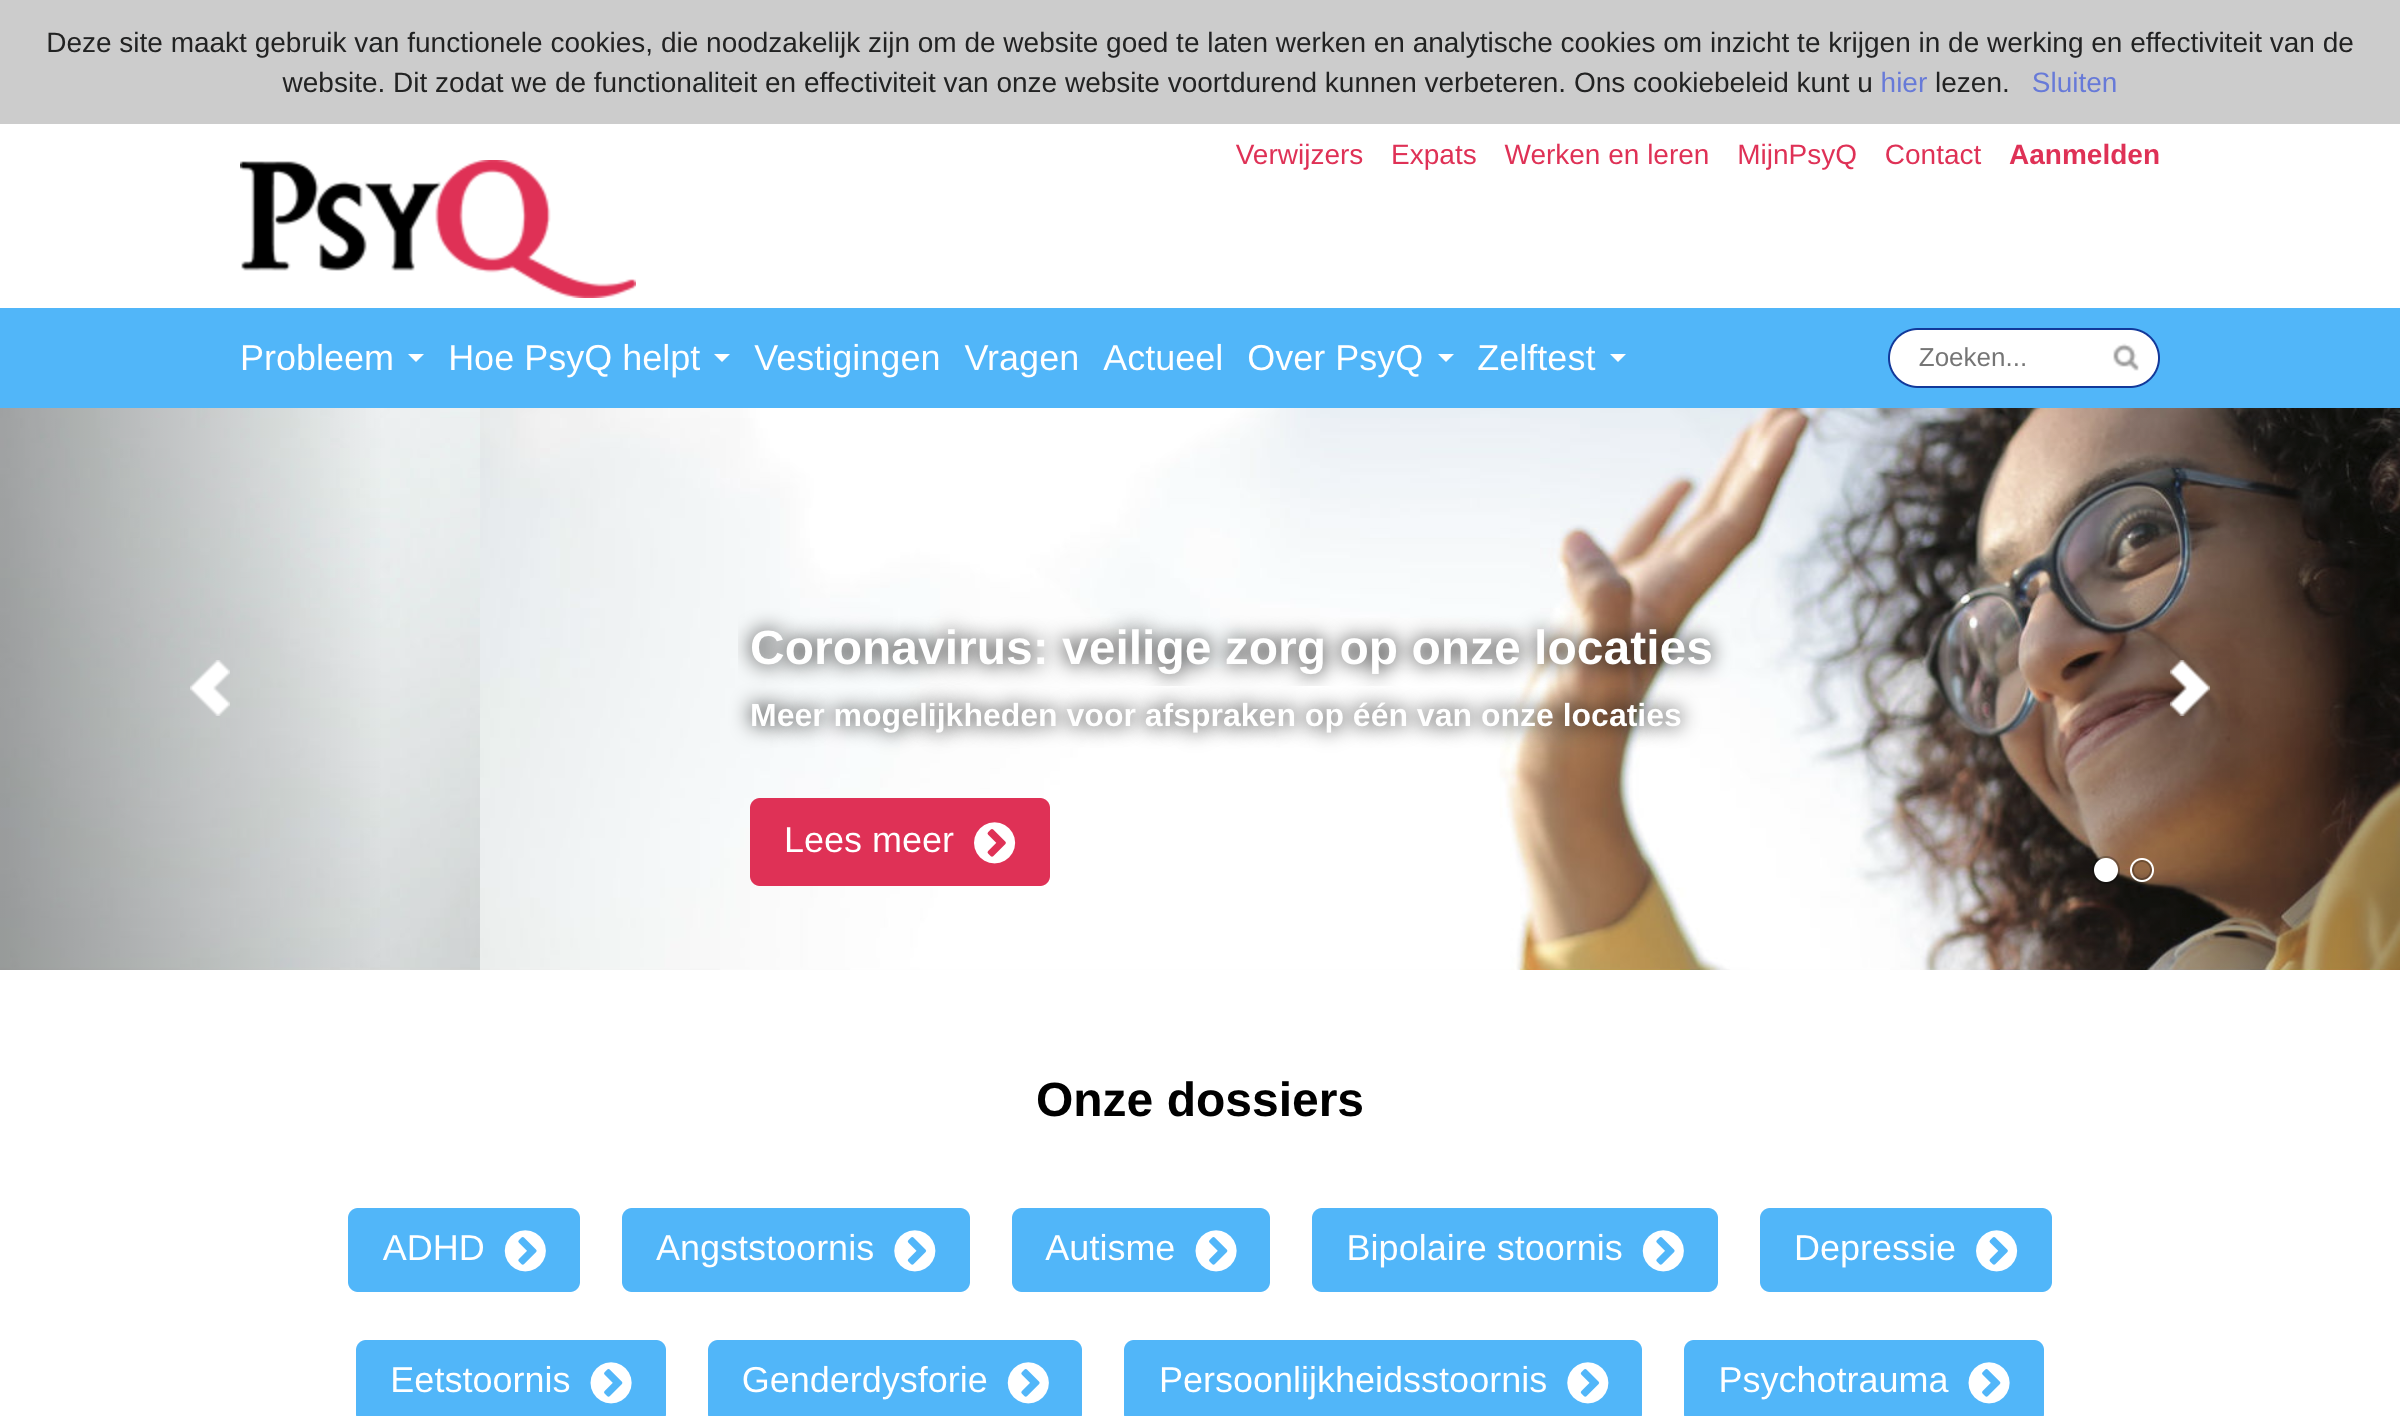 Deze site maakt gebruik van functionele cookies, die noodzakelijk zijn om de website goed te laten werken en analytische cookies om inzicht te krijgen in de werking en effectiviteit van de
website. Dit zodat we de functionaliteit en effectiviteit van onze website voortdurend kunnen verbeteren. Ons cookiebeleid kunt u hier lezen. Sluiten
Verwijzers Expats Werken en leren MijnPsyQ Contact Aanmelden
PsyQ
Probleem Hoe PsyQ helpt Vestigingen Vragen Actueel Over PsyQ Zelftest Zoeken...
Coronavirus: veilige zorg op onze locaties
Meer mogelijkheden voor afspraken op één van onze locaties
Lees meer
Onze dossiers
ADHD Angststoornis Autisme Bipolaire stoornis Depressie
Eetstoornis Genderdysforie Persoonlijkheidsstoornis Psychotrauma